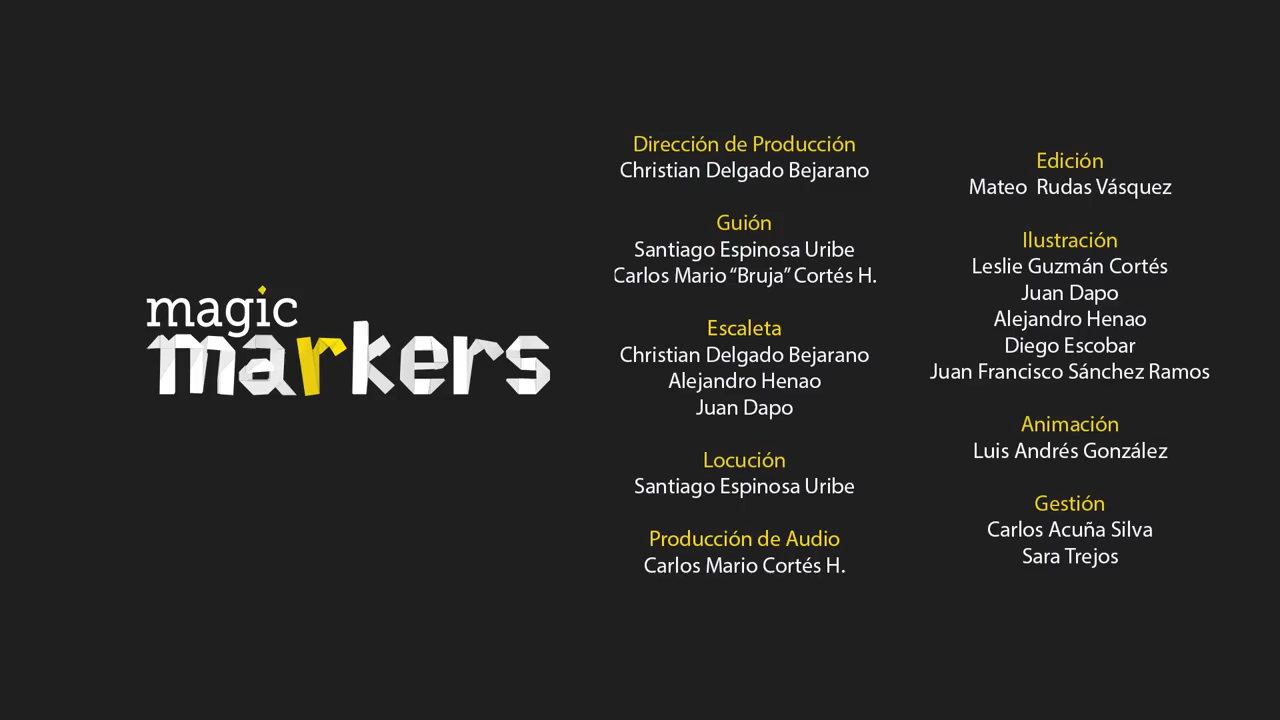 magic
markers
Dirección de Producción
Christian Delgado Bejarano
Guión
Santiago Espinosa Uribe
Carlos Mario “Bruja” Cortés H.
Escaleta
Christian Delgado Bejarano
Alejandro Henao
Juan Dapo
Locución
Santiago Espinosa Uribe
Producción de Audio
Carlos Mario Cortés H.
Edición
Mateo  Rudas Vásquez
Ilustración
Leslie Guzmán Cortés
Juan Dapo
Alejandro Henao
Diego Escobar
Juan Francisco Sánchez Ramos
Animación
Luis Andrés González
Gestión
Carlos Acuña Silva
Sara Trejos